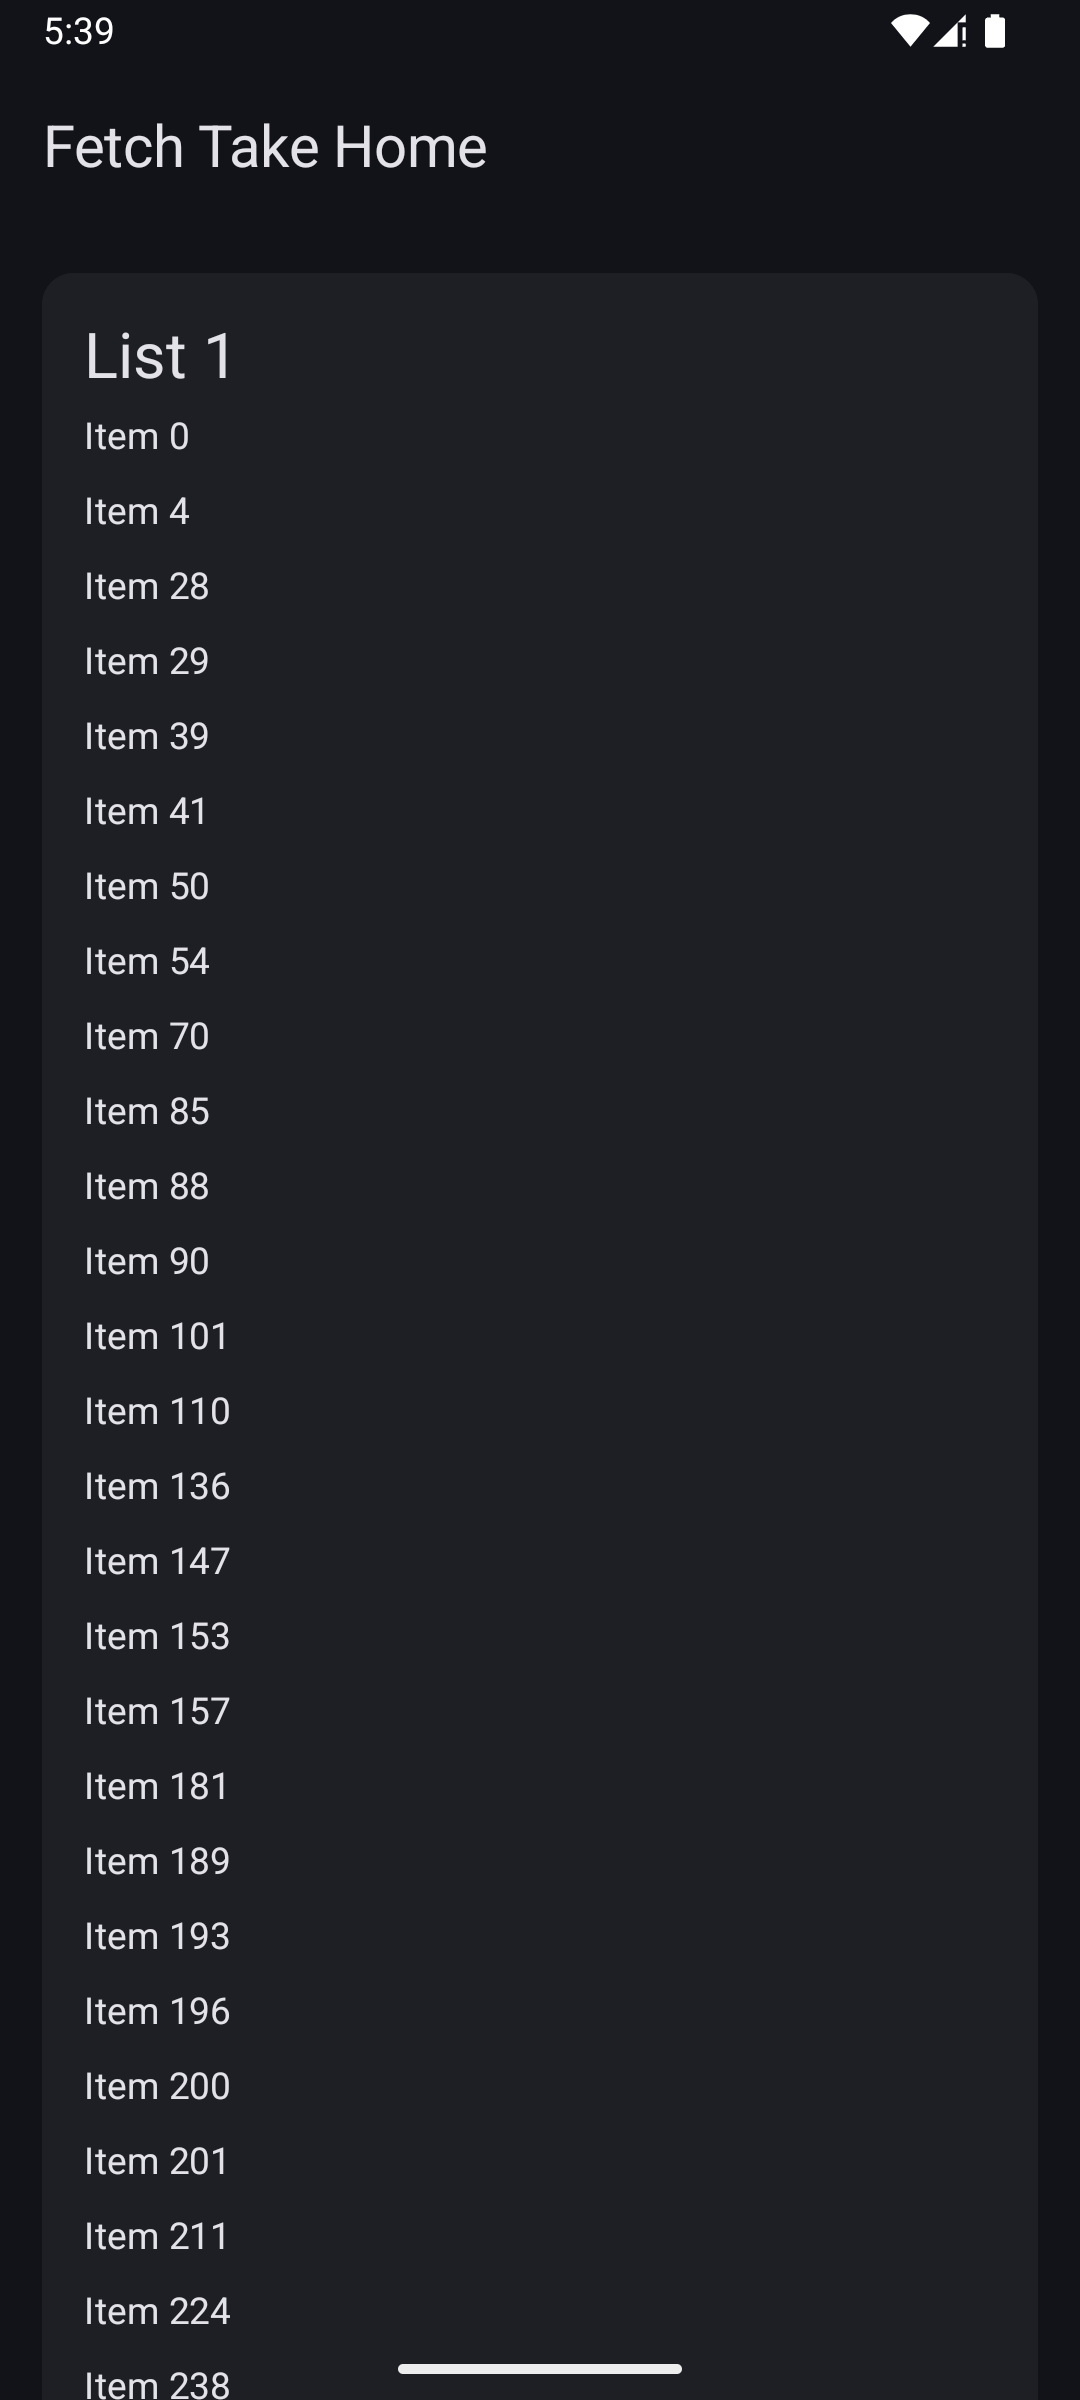 5:39
Fetch Take Home
List 1
Item 0
Item 4
Item 28
Item 29
Item 39
Item 41
Item 50
Item 54
Item 70
Item 85
Item 88
Item 90
Item 101
Item 110
Item 136
Item 147
Item 153
Item 157
Item 181
Item 189
Item 193
Item 196
Item 200
Item 201
Item 211
Item 224
Item 238